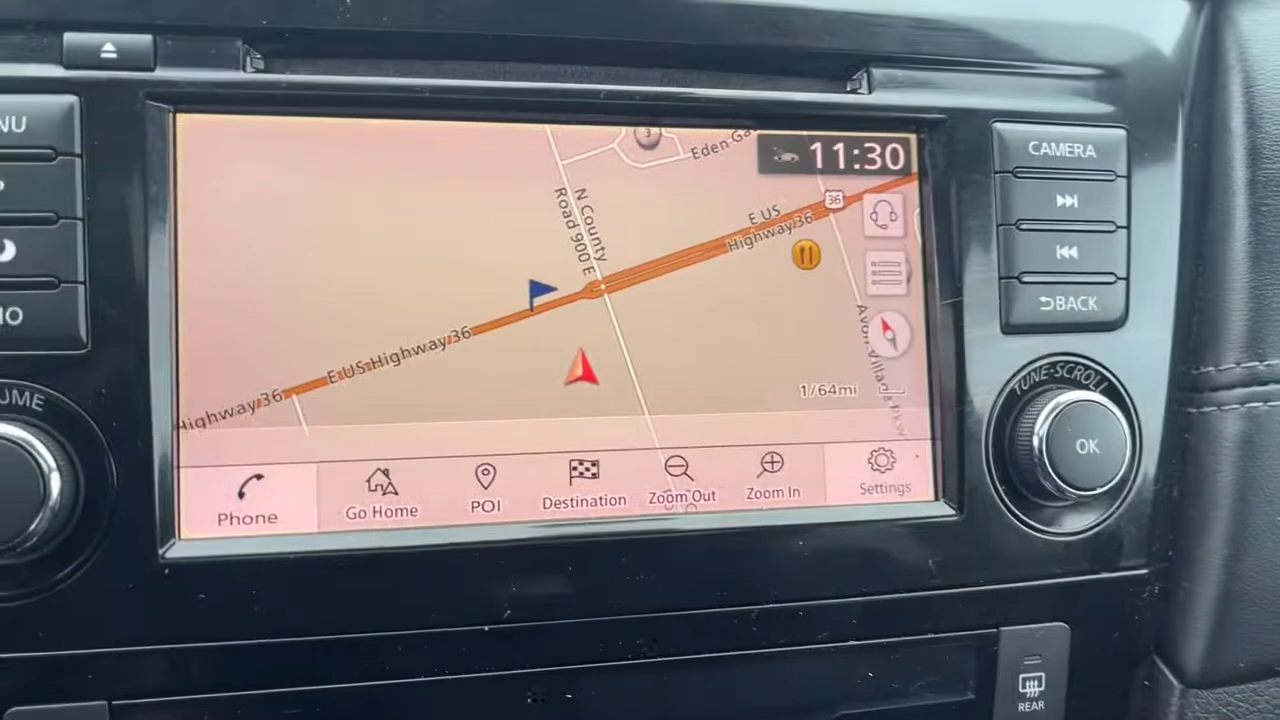 NU
CAMERA
11:30
3
Eden Ga
N County
Road 900 E
36
E US
Highway 36
E US Highway 36
Highway 36
1/64mi
BACK
IO
UME
TUNE·SCROLL
OK
Phone
Go Home
POI
Destination
Zoom Out
Zoom In
Settings
REAR